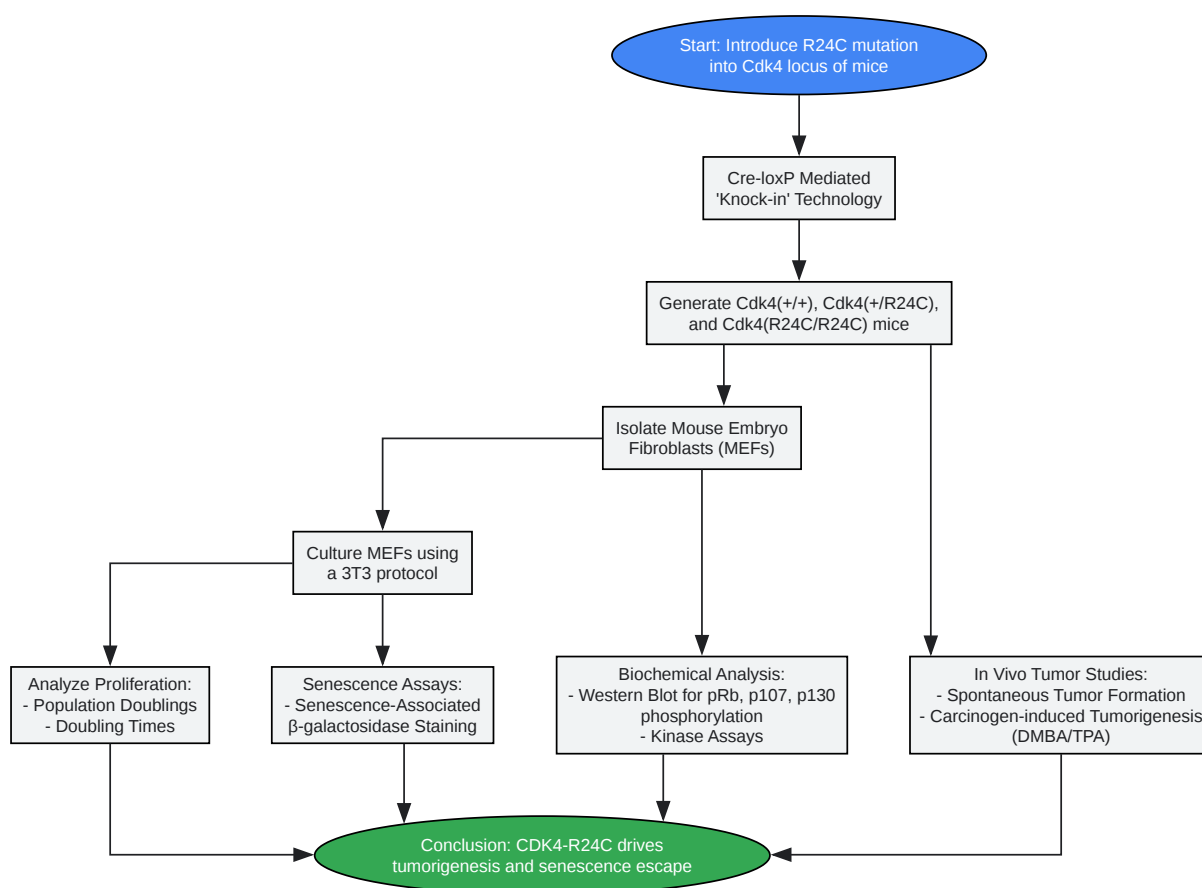 Start: Introduce R24C mutation
into Cdk4 locus of mice
Cre-loxP Mediated
'Knock-in' Technology
Generate Cdk4(+/+), Cdk4(+/R24C),
and Cdk4(R24C/R24C) mice
Isolate Mouse Embryo
Fibroblasts (MEFs)
Culture MEFs using
a 3T3 protocol
Analyze Proliferation:
- Population Doublings
- Doubling Times
Senescence Assays:
- Senescence-Associated
β-galactosidase Staining
Biochemical Analysis:
- Western Blot for pRb, p107, p130
phosphorylation
- Kinase Assays
In Vivo Tumor Studies:
- Spontaneous Tumor Formation
- Carcinogen-induced Tumorigenesis
(DMBA/TPA)
Conclusion: CDK4-R24C drives
tumorigenesis and senescence escape